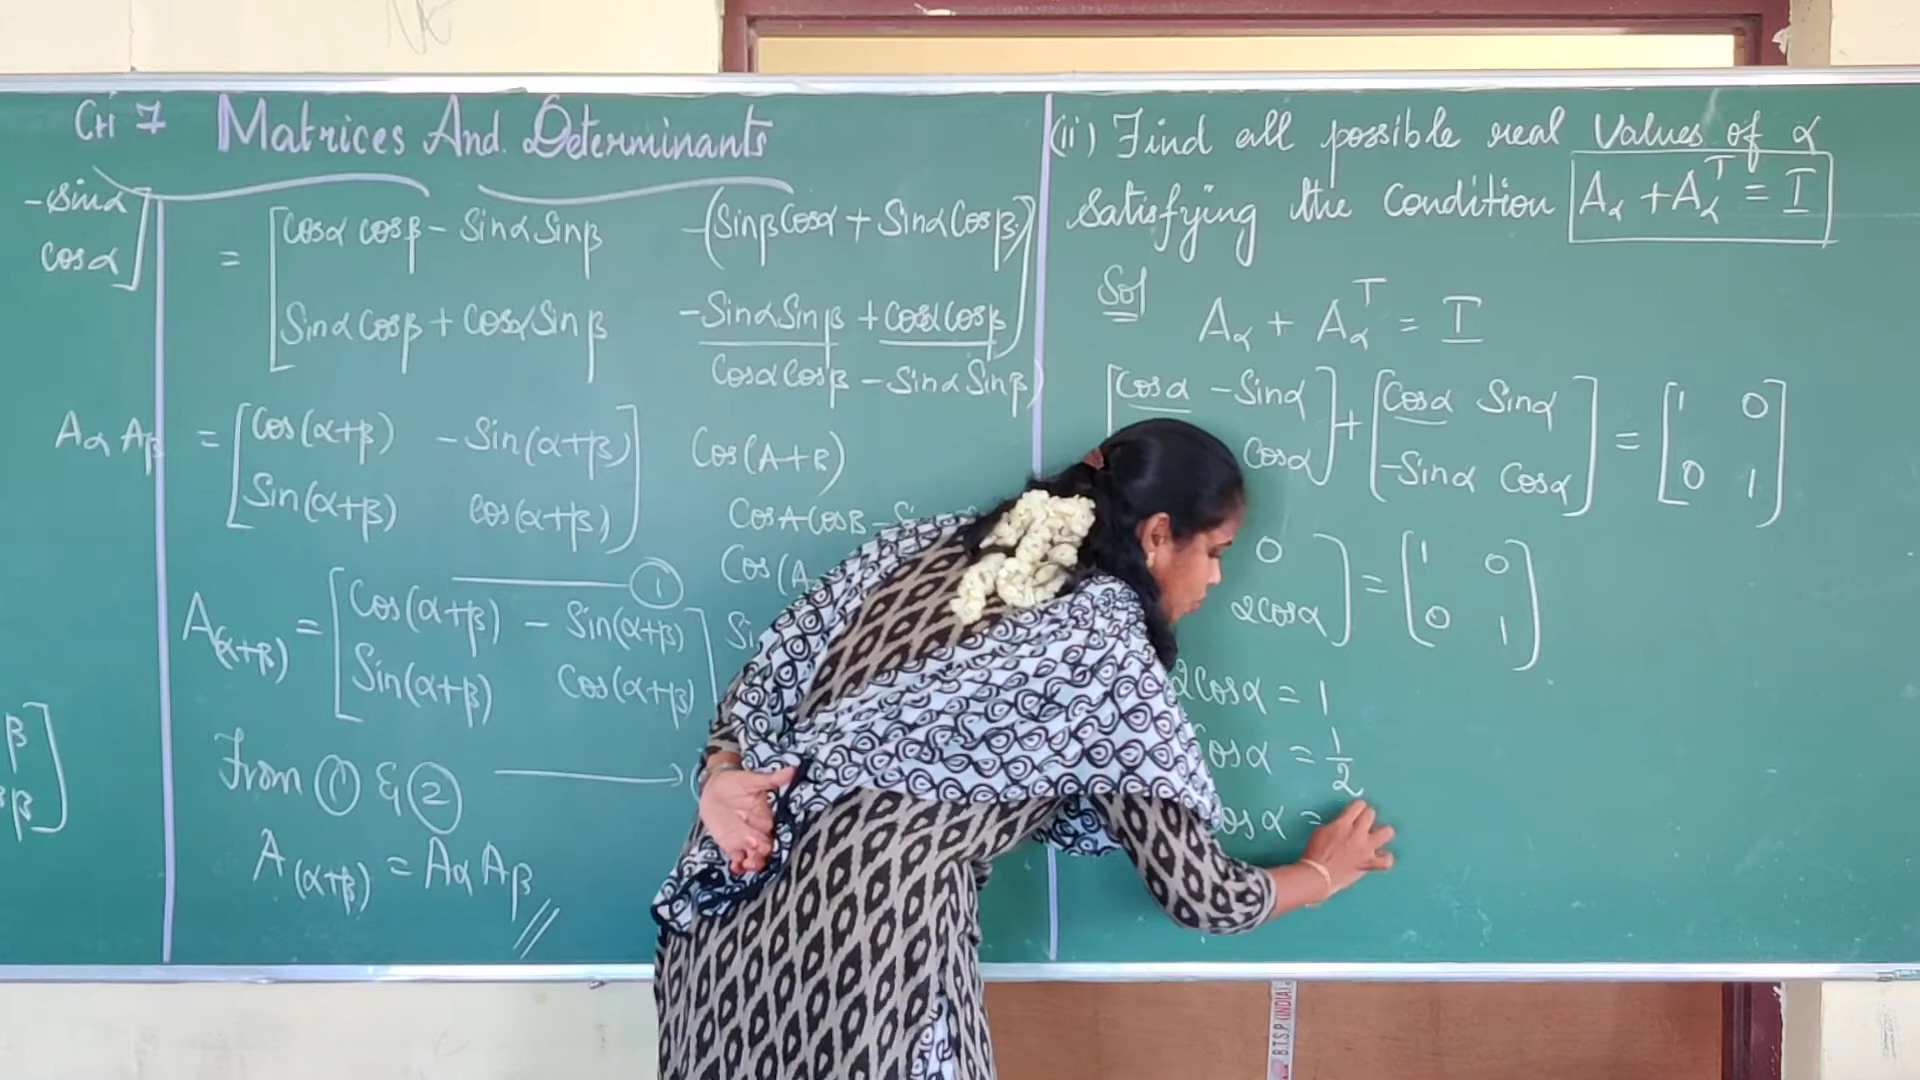 CH 7 Matrices And Determinants
-Sinα
cosα
= [Cosα cosβ - Sinα Sinβ -(Sinβ Cosα + Sinα Cosβ)
Sinα Cosβ + Cosα Sinβ -Sinα Sinβ + Cosα Cosβ]
Cosα Cosβ - Sinα Sinβ
Aα Aβ = [Cos(α+β) -Sin(α+β)
Sin(α+β) cos(α+β)]
①
Cos(A+B)
CosA CosB -
Cos(A
A(α+β) = [Cos(α+β) - Sin(α+β)
Sin(α+β) Cos(α+β)]
β
β]
From ① & ②
A(α+β) = Aα Aβ //
(ii) Find all possible real Values of α
Satisfying the Condition Aα + Aα^T = I
Sol
Aα + Aα^T = I
[Cosα -Sinα
cosα] + [Cosα Sinα
-Sinα Cosα] = [1 0
0 1]
0
2cosα] = [1 0
0 1]
2cosα = 1
Cosα = 1/2
cosα =
B.T.S.P. (INDIA)